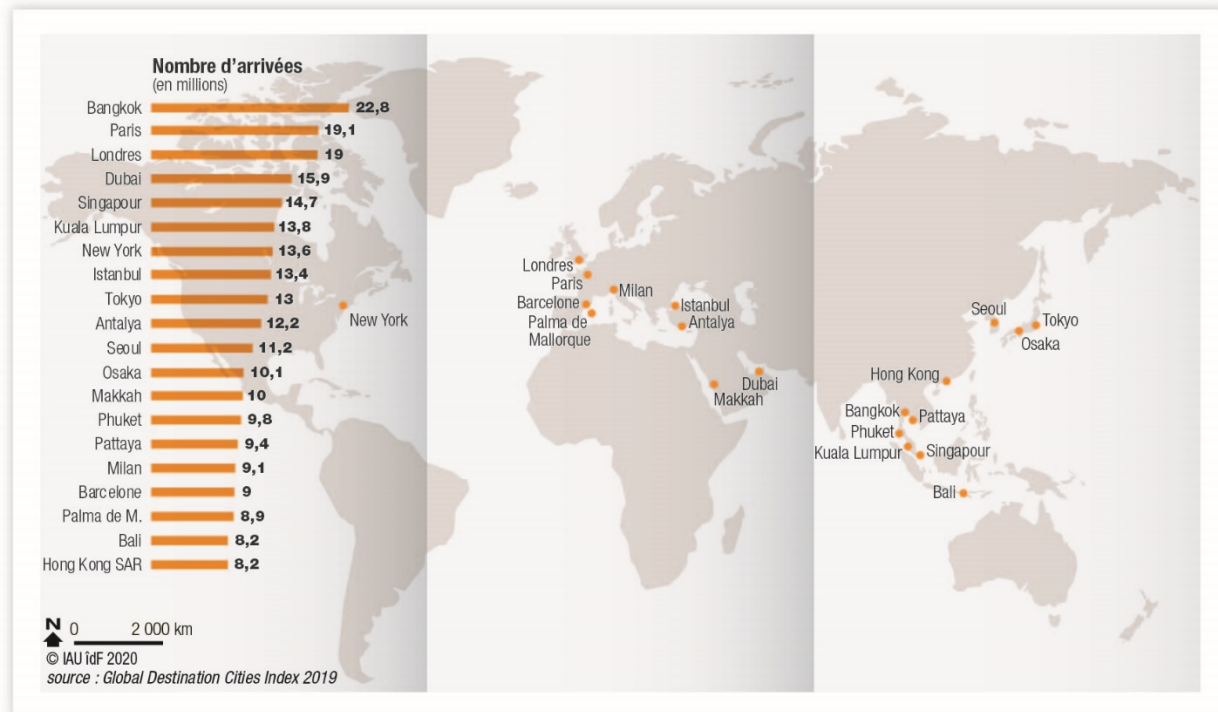 Nombre d'arrivées
(en millions)
Bangkok 22,8
Paris 19,1
Londres 19
Dubai 15,9
Singapour 14,7
Kuala Lumpur 13,8
New York 13,6
Istanbul 13,4
Tokyo 13
Antalya 12,2
Seoul 11,2
Osaka 10,1
Makkah 10
Phuket 9,8
Pattaya 9,4
Milan 9,1
Barcelone 9
Palma de M. 8,9
Bali 8,2
Hong Kong SAR 8,2
New York
Londres
Paris
Milan
Barcelone
Palma de
Mallorque
Istanbul
Antalya
Dubai
Makkah
Seoul
Tokyo
Osaka
Hong Kong
Bangkok
Pattaya
Phuket
Kuala Lumpur
Singapour
Bali
N 0 2 000 km
© IAU îdF 2020
source : Global Destination Cities Index 2019